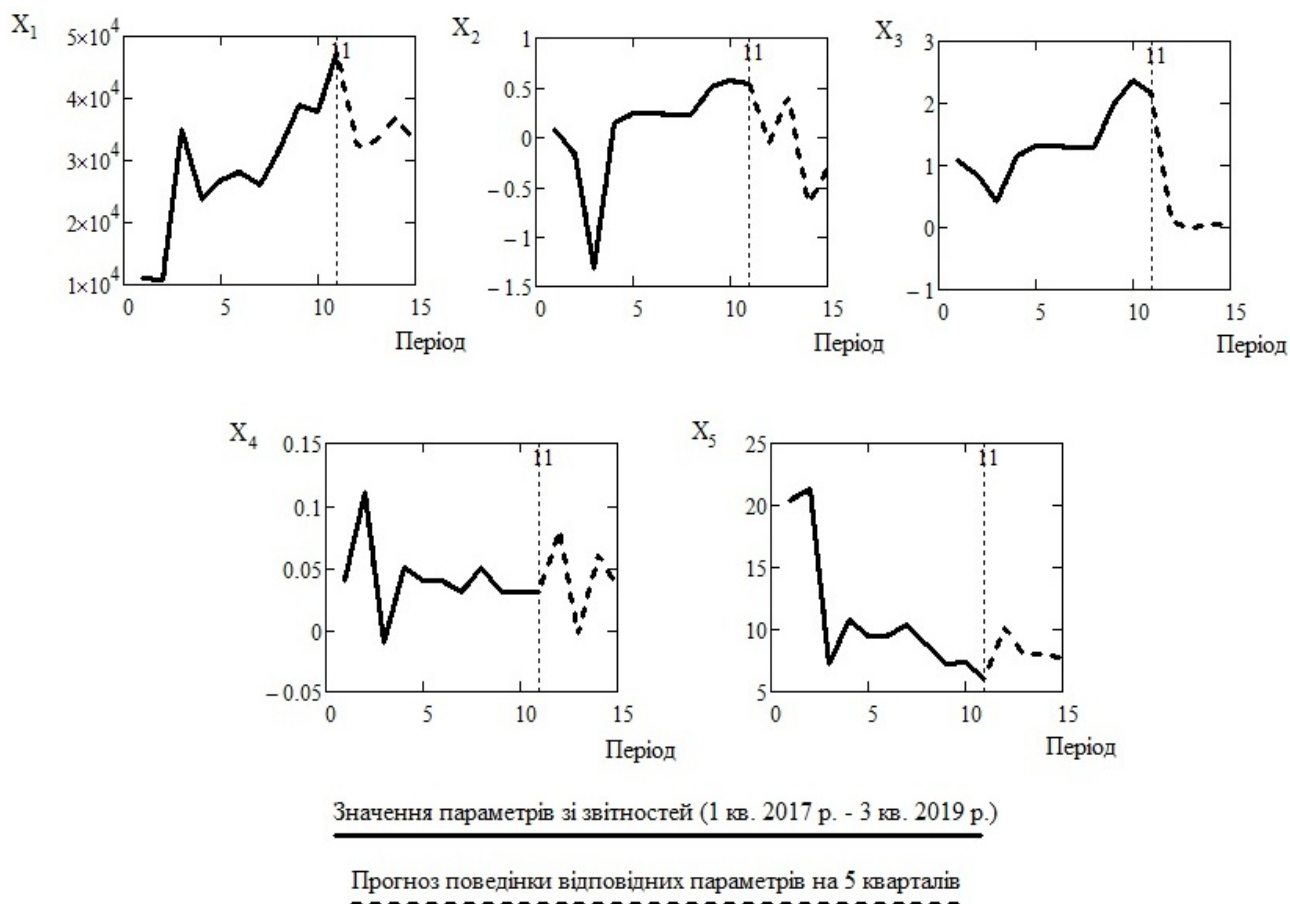 X1
5×10^4
4×10^4
3×10^4
2×10^4
1×10^4
11
0 5 10 15
Період
X2
1
0.5
0
−0.5
−1
−1.5
11
0 5 10 15
Період
X3
3
2
1
0
−1
11
0 5 10 15
Період
X4
0.15
0.1
0.05
0
−0.05
11
0 5 10 15
Період
X5
25
20
15
10
5
11
0 5 10 15
Період
Значення параметрів зі звітностей (1 кв. 2017 р. - 3 кв. 2019 р.)
Прогноз поведінки відповідних параметрів на 5 кварталів